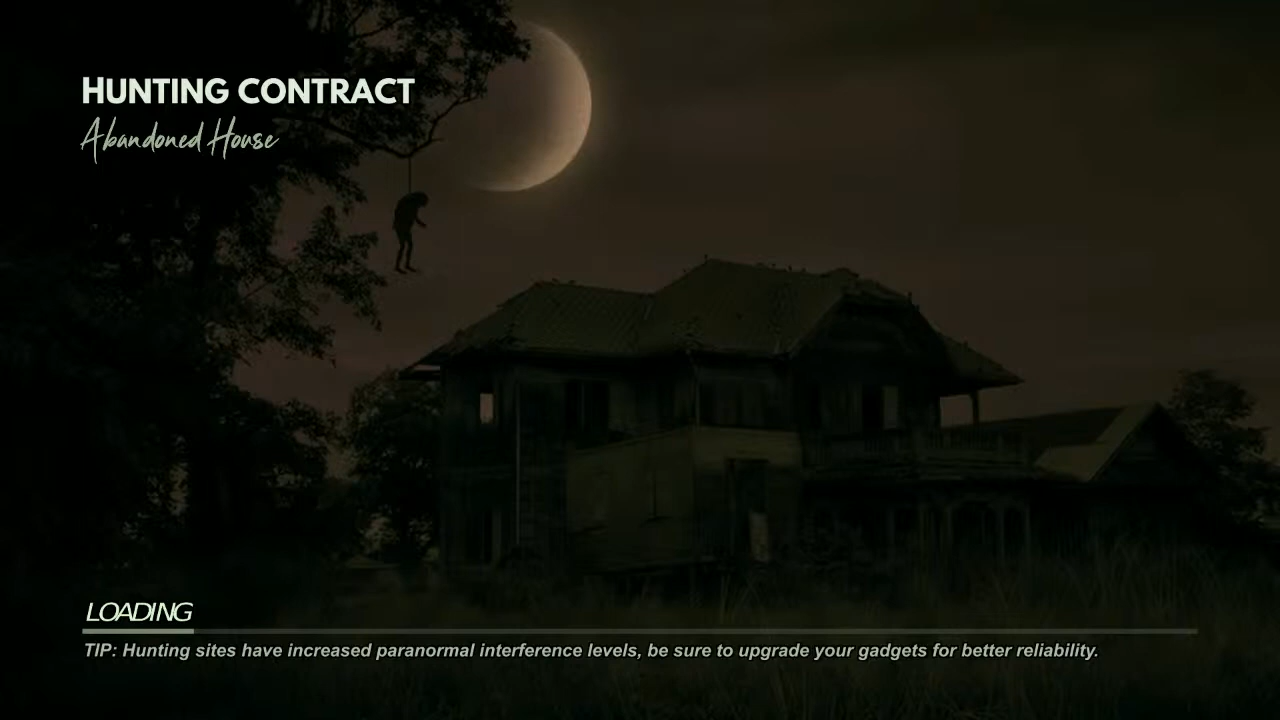 HUNTING CONTRACT
Abandoned House
LOADING
TIP: Hunting sites have increased paranormal interference levels, be sure to upgrade your gadgets for better reliability.